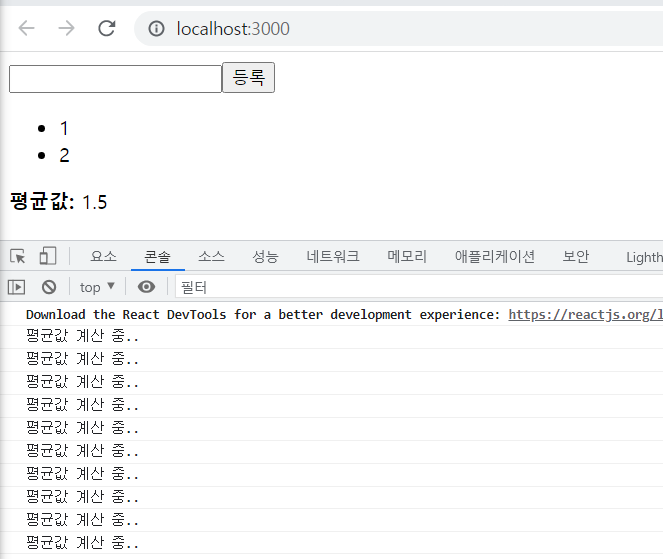 localhost:3000
등록
1
2
평균값: 1.5
요소 콘솔 소스 성능 네트워크 메모리 애플리케이션 보안 Lighth
top ▼ 필터
Download the React DevTools for a better development experience: https://reactjs.org/l
평균값 계산 중..
평균값 계산 중..
평균값 계산 중..
평균값 계산 중..
평균값 계산 중..
평균값 계산 중..
평균값 계산 중..
평균값 계산 중..
평균값 계산 중..
평균값 계산 중..